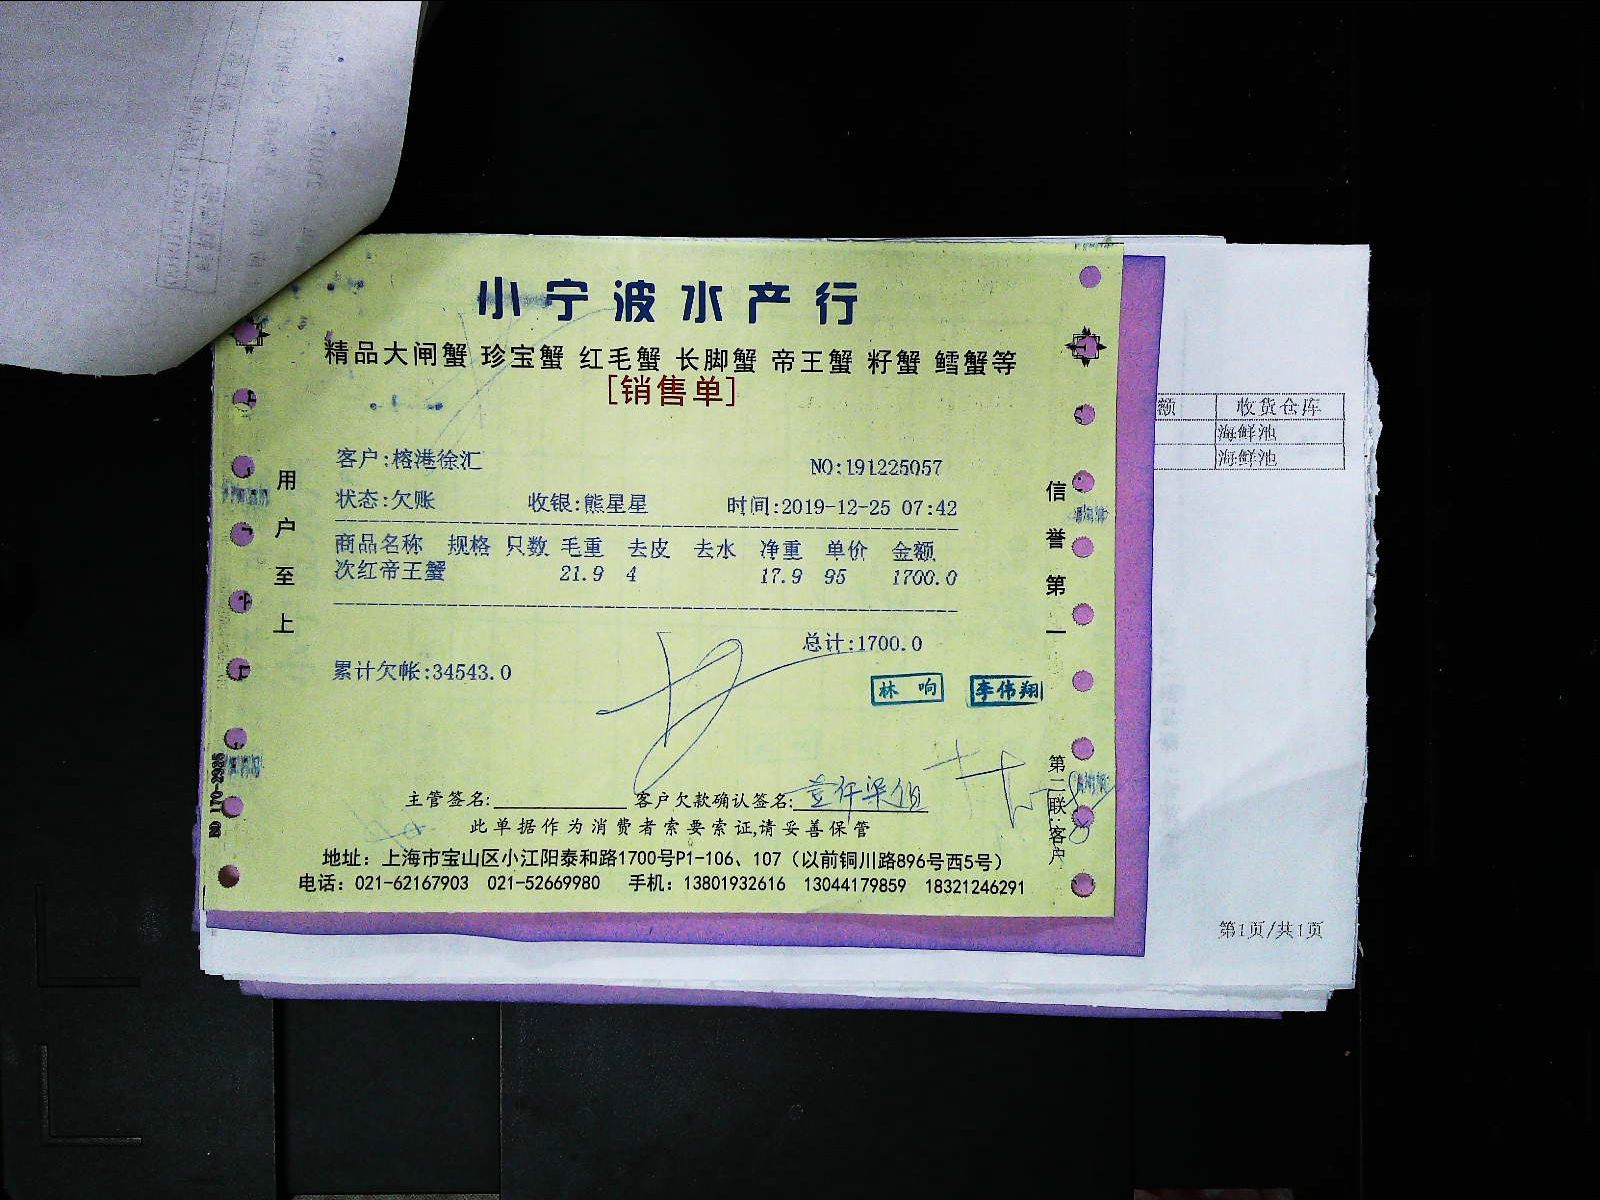 小宁波水产行
精品大闸蟹 珍宝蟹 红毛蟹 长脚蟹 帝王蟹 籽蟹 鳕蟹等
[销售单]
客户:榕港徐汇 NO:191225057
状态:欠账 收银:熊星星 时间:2019-12-25 07:42
商品名称 规格 只数 毛重 去皮 去水 净重 单价 金额
次红帝王蟹 21.9 4 17.9 95 1700.0
总计:1700.0
累计欠帐:34543.0
林响 李伟翔
主管签名: 客户欠款确认签名: 壹仟柒佰
此单据作为消费者索要索证,请妥善保管
地址：上海市宝山区小江阳泰和路1700号P1-106、107（以前铜川路896号西5号）
电话：021-62167903 021-52669980 手机：13801932616 13044179859 18321246291
用户至上
信誉第一
第二联:客户
NO 170-2985
额 收货仓库
海鲜池
海鲜池
第1页/共1页